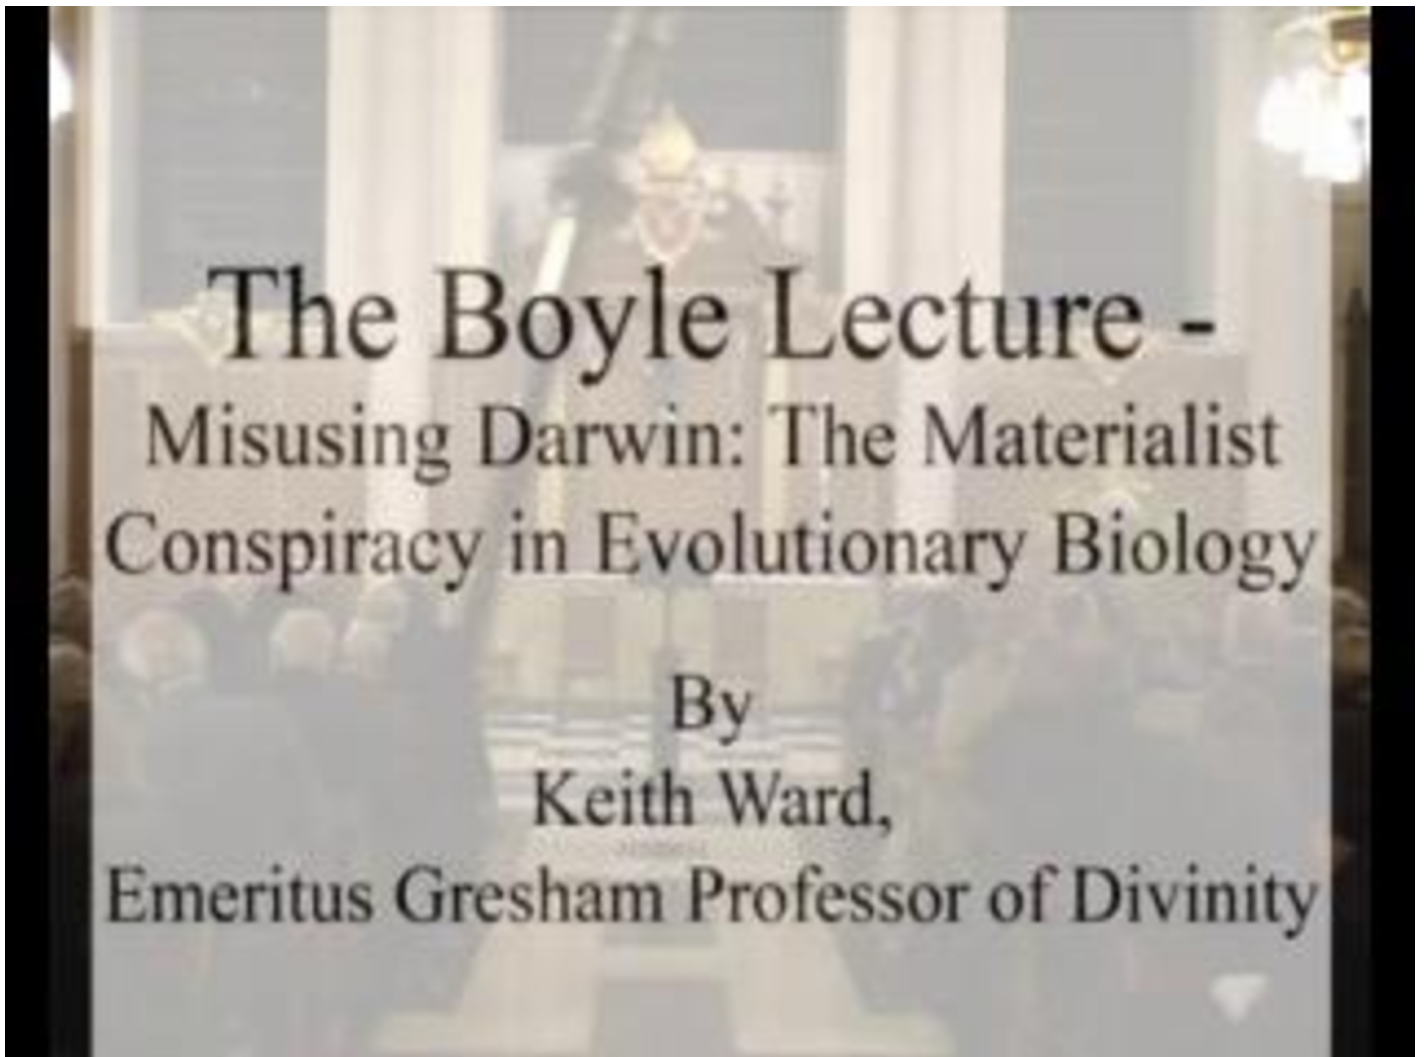 The Boyle Lecture -
Misusing Darwin: The Materialist
Conspiracy in Evolutionary Biology
By
Keith Ward,
Emeritus Gresham Professor of Divinity